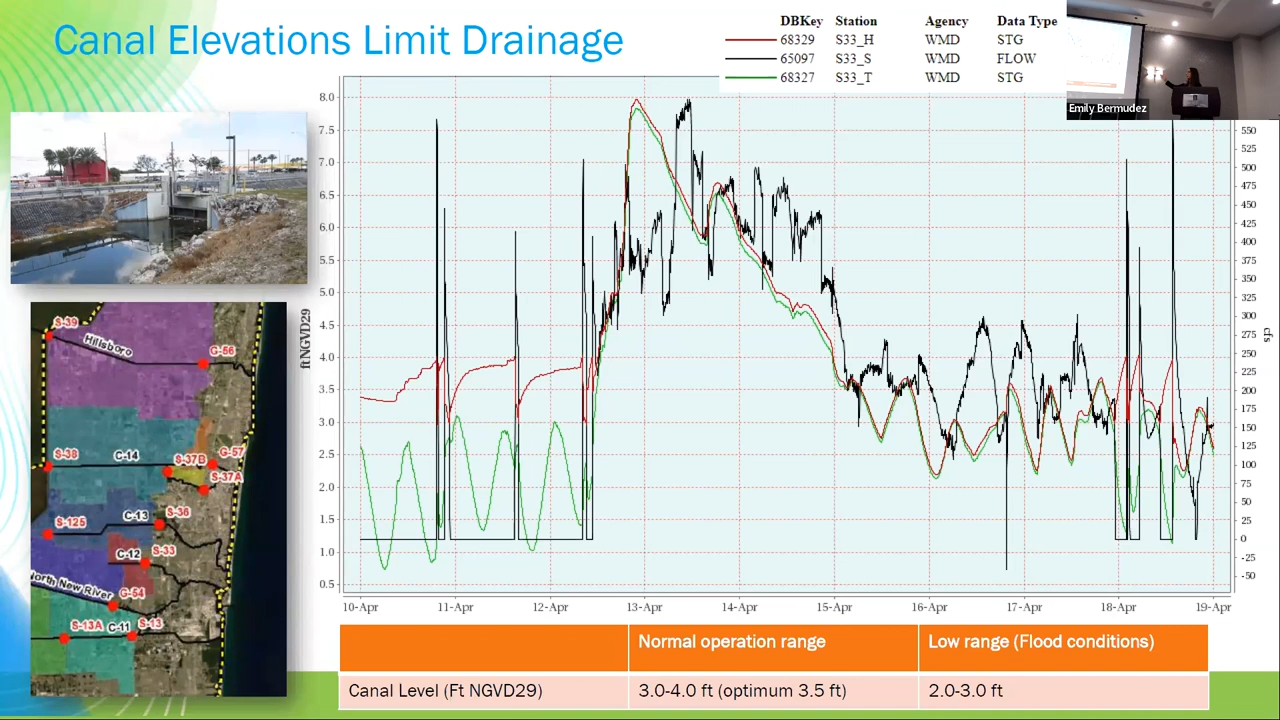 Canal Elevations Limit Drainage
DBKey Station Agency Data Type
68329 S33_H WMD STG
65097 S33_S WMD FLOW
68327 S33_T WMD STG
Emily Bermudez
8.0
7.5
7.0
6.5
6.0
5.5
5.0
4.5
4.0
3.5
3.0
2.5
2.0
1.5
1.0
0.5
ftNGVD29
550
525
500
475
450
425
400
375
350
325
300
275
250
225
200
175
150
125
100
75
50
25
0
-25
-50
cfs
10-Apr 11-Apr 12-Apr 13-Apr 14-Apr 15-Apr 16-Apr 17-Apr 18-Apr 19-Apr
S-39
Hillsboro
G-56
S-38
C-14
S-37B
G-57
S-37A
S-125
C-13
S-36
C-12
S-33
North New River
G-54
S-13A
C-11
S-13
Normal operation range Low range (Flood conditions)
Canal Level (Ft NGVD29) 3.0-4.0 ft (optimum 3.5 ft) 2.0-3.0 ft